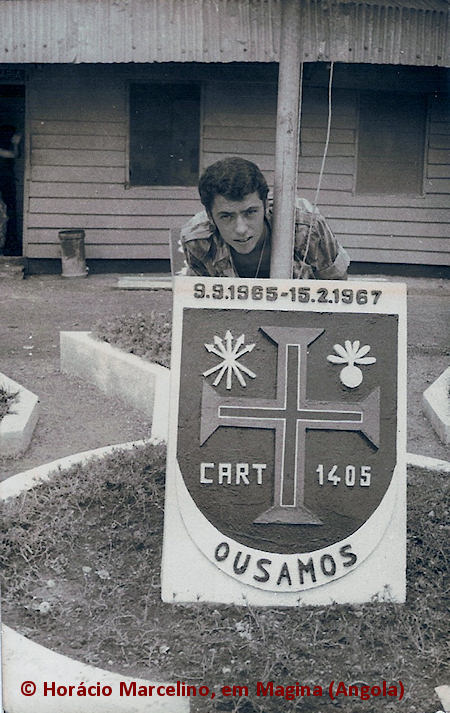 9.9.1965-15.2.1967
CART 1405
OUSAMOS
© Horácio Marcelino, em Magina (Angola)